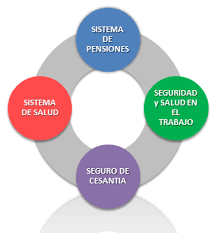 SISTEMA
DE
PENSIONES
SISTEMA
DE SALUD
SEGURIDAD
y SALUD EN
EL
TRABAJO
SEGURO DE
CESANTIA